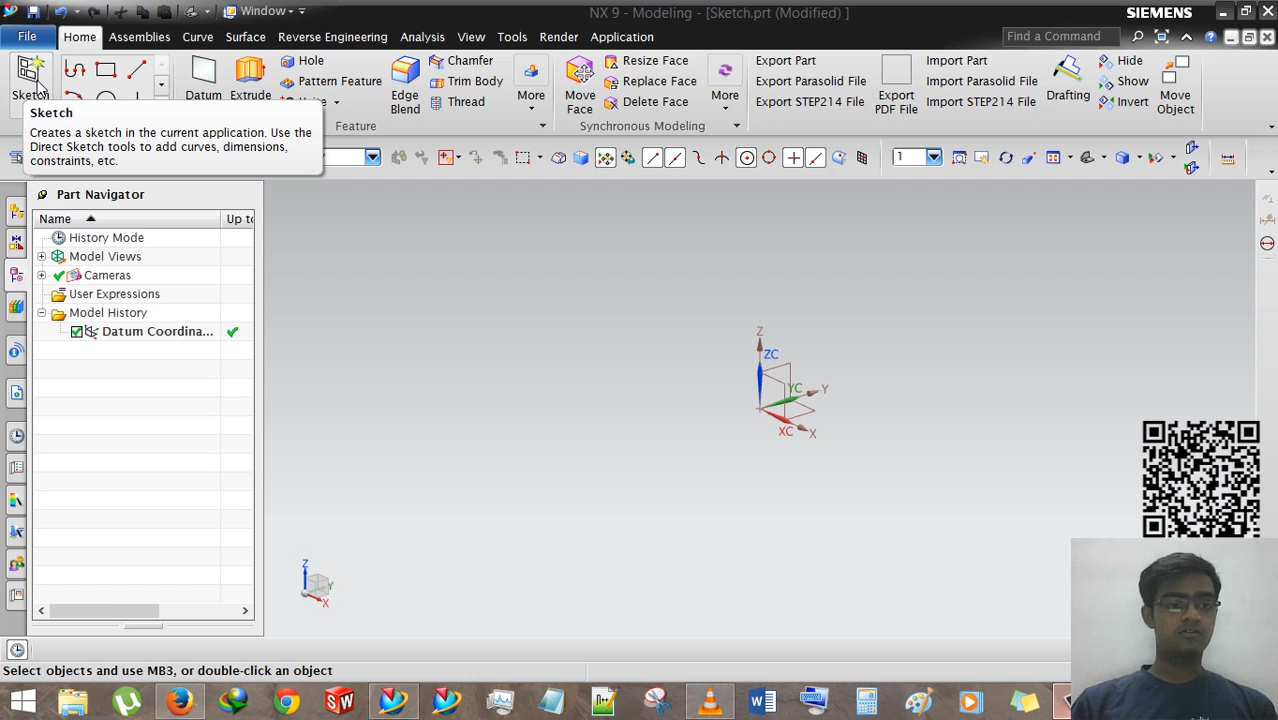 Window
NX 9 - Modeling - [Sketch.prt (Modified) ]
SIEMENS
File
Home
Assemblies
Curve
Surface
Reverse Engineering
Analysis
View
Tools
Render
Application
Find a Command
Sketch
Datum
Extrude
Hole
Pattern Feature
Edge
Blend
Chamfer
Trim Body
Thread
More
Move
Face
Resize Face
Replace Face
Delete Face
More
Export Part
Export Parasolid File
Export STEP214 File
Export
PDF File
Import Part
Import Parasolid File
Import STEP214 Part
Drafting
Hide
Show
Invert
Move
Object
Feature
Synchronous Modeling
Sketch
Creates a sketch in the current application. Use the
Direct Sketch tools to add curves, dimensions,
constraints, etc.
1
Part Navigator
Name
History Mode
Model Views
Cameras
User Expressions
Model History
Datum Coordina...
Z
ZC
YC
Y
XC
X
Z
Y
X
Select objects and use MB3, or double-click an object
SW
W